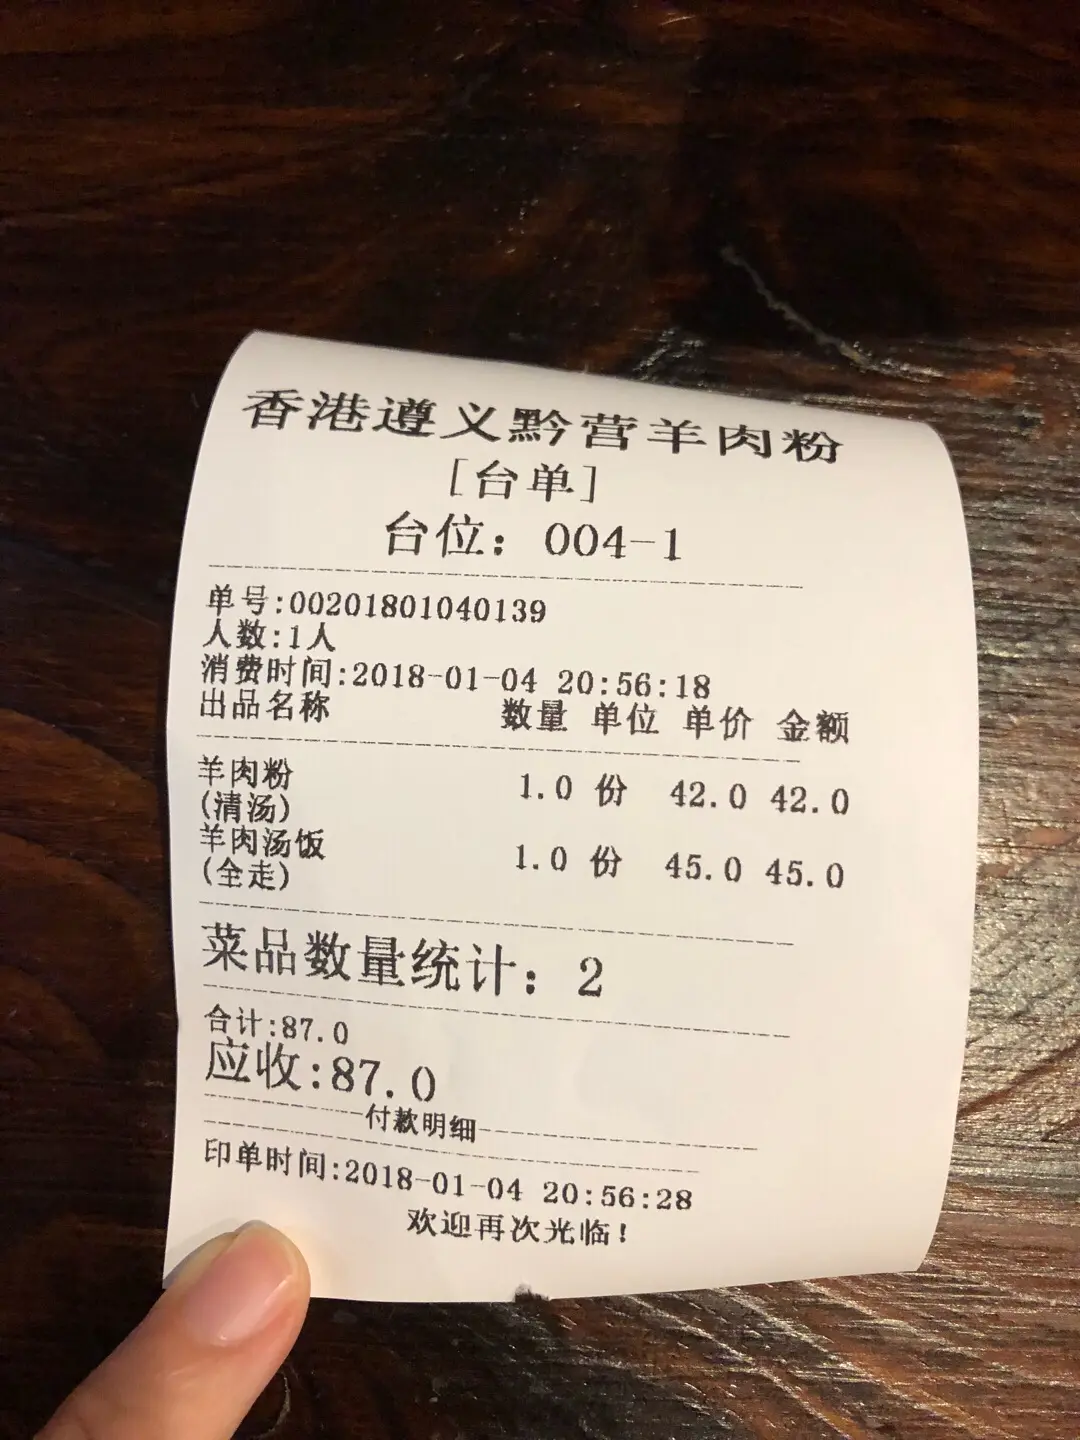 香港遵义黔营羊肉粉
[台单]
台位：004-1
单号:00201801040139
人数:1人
消费时间:2018-01-04 20:56:18
出品名称 数量 单位 单价 金额
羊肉粉 1.0 份 42.0 42.0
(清汤)
羊肉汤饭 1.0 份 45.0 45.0
(全走)
菜品数量统计：2
合计:87.0
应收:87.0
付款明细
印单时间:2018-01-04 20:56:28
欢迎再次光临!